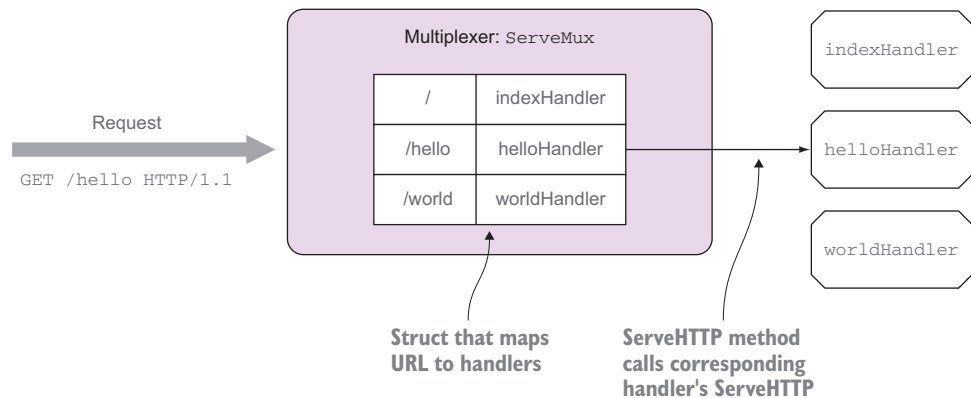 Multiplexer: ServeMux
indexHandler
/ indexHandler
Request
/hello helloHandler
helloHandler
GET /hello HTTP/1.1
/world worldHandler
worldHandler
Struct that maps
URL to handlers
ServeHTTP method
calls corresponding
handler's ServeHTTP